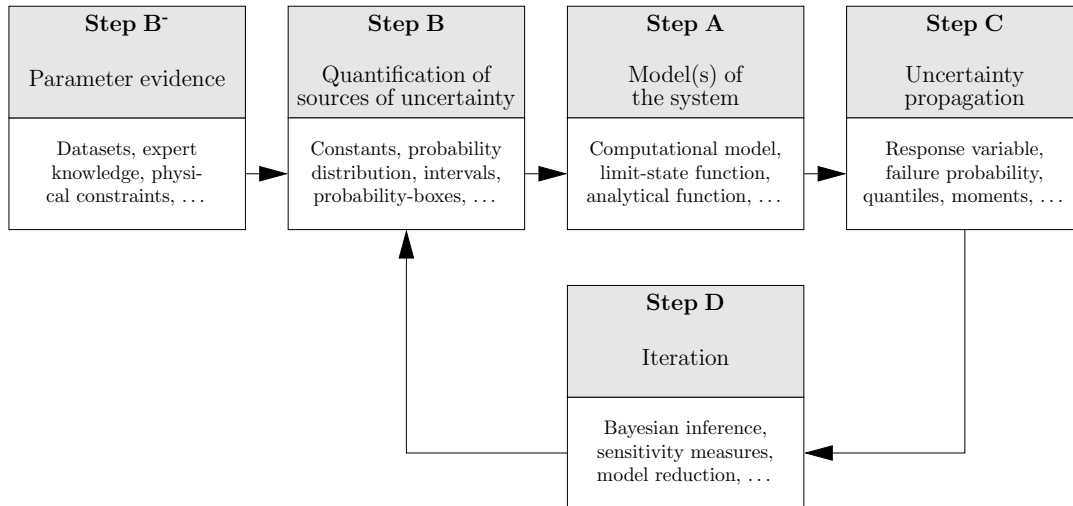 Step B-
Parameter evidence
Datasets, expert
knowledge, physi-
cal constraints, ...
Step B
Quantification of
sources of uncertainty
Constants, probability
distribution, intervals,
probability-boxes, ...
Step A
Model(s) of
the system
Computational model,
limit-state function,
analytical function, ...
Step C
Uncertainty
propagation
Response variable,
failure probability,
quantiles, moments, ...
Step D
Iteration
Bayesian inference,
sensitivity measures,
model reduction, ...